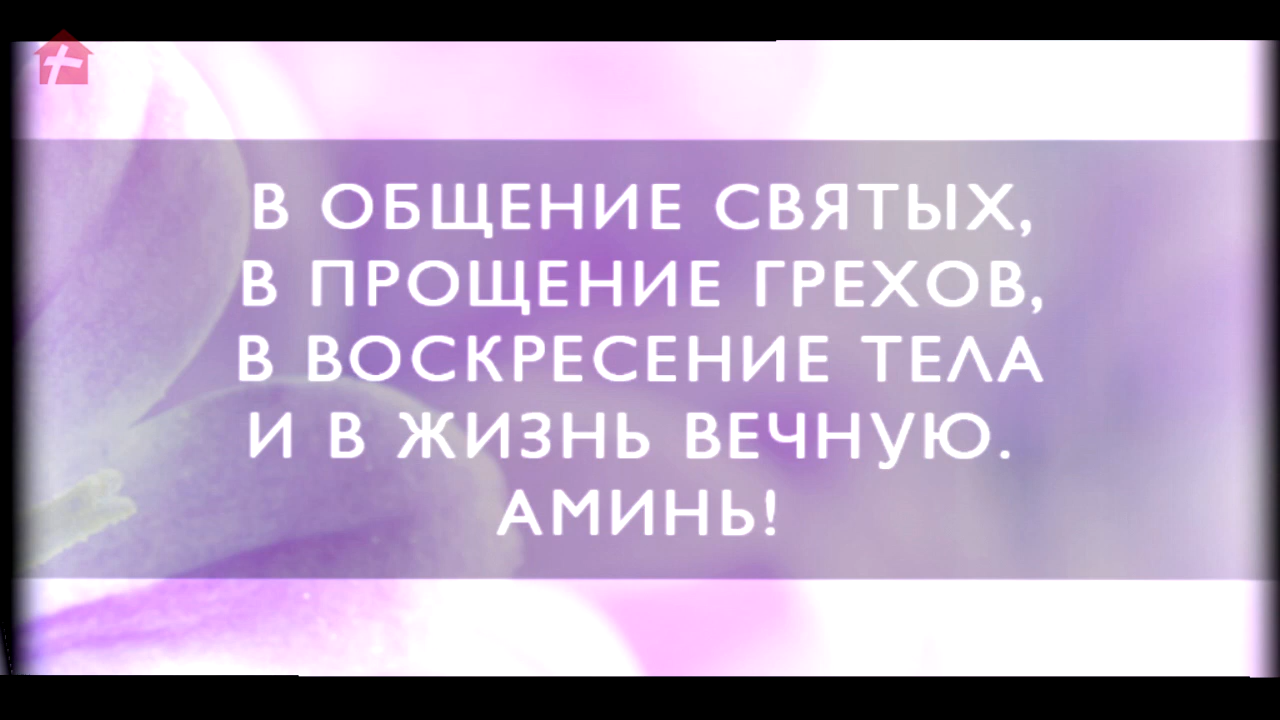 В ОБЩЕНИЕ СВЯТЫХ,
В ПРОЩЕНИЕ ГРЕХОВ,
В ВОСКРЕСЕНИЕ ТЕЛА
И В ЖИЗНЬ ВЕЧНУЮ.
АМИНЬ!